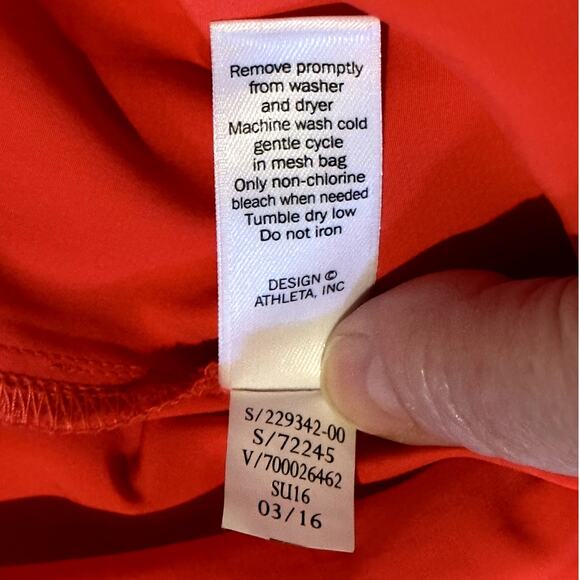 Remove promptly
from washer
and dryer
Machine wash cold
gentle cycle
in mesh bag
Only non-chlorine
bleach when needed
Tumble dry low
Do not iron
DESIGN ©
ATHLETA, INC
S/229342-00
S/72245
V/700026462
SU16
03/16